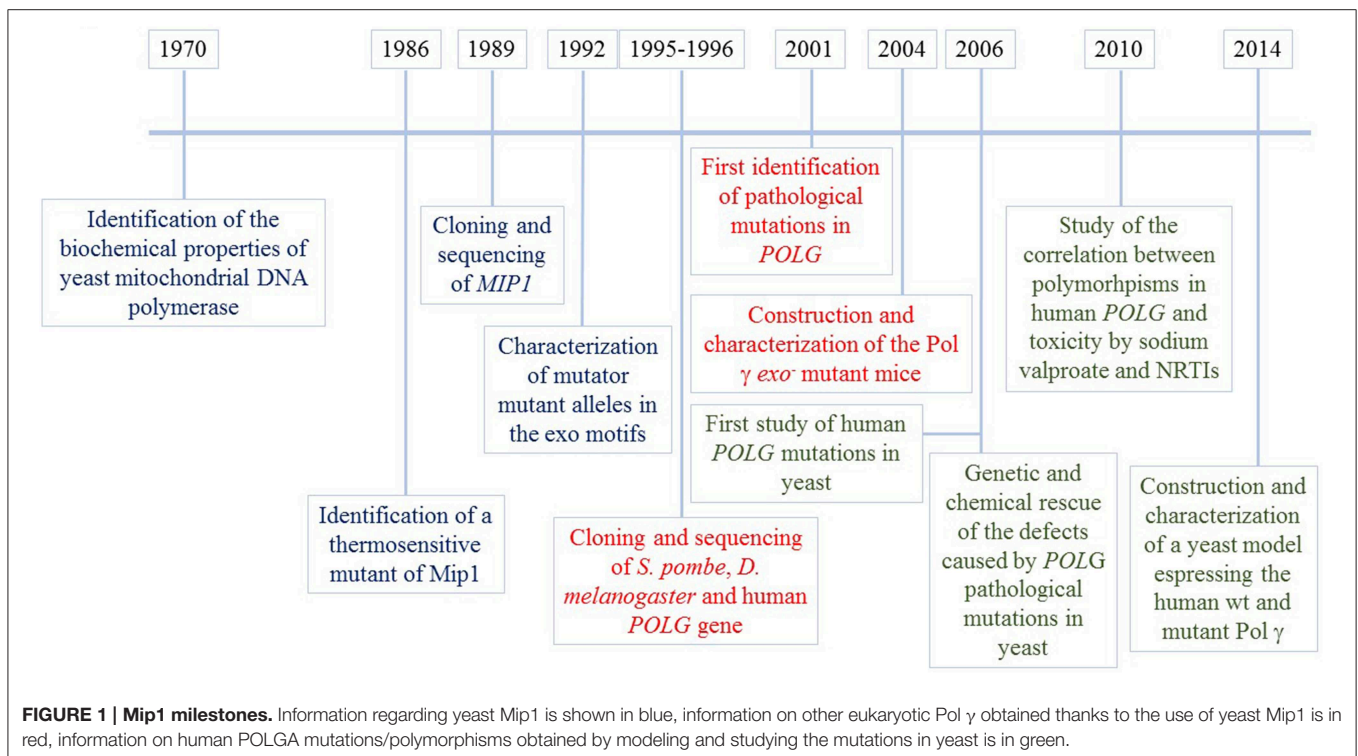 1970
1986
1989
1992
1995-1996
2001
2004
2006
2010
2014
Identification of the
biochemical properties of
yeast mitochondrial DNA
polymerase
Identification of a
thermosensitive
mutant of Mip1
Cloning and
sequencing
of MIP1
Characterization
of mutator
mutant alleles in
the exo motifs
Cloning and sequencing
of S. pombe, D.
melanogaster and human
POLG gene
First identification
of pathological
mutations in
POLG
Construction and
characterization of the Pol
γ exo- mutant mice
First study of human
POLG mutations in
yeast
Genetic and
chemical rescue
of the defects
caused by POLG
pathological
mutations in
yeast
Study of the
correlation between
polymorhpisms in
human POLG and
toxicity by sodium
valproate and NRTIs
Construction and
characterization
of a yeast model
espressing the
human wt and
mutant Pol γ
FIGURE 1 | Mip1 milestones. Information regarding yeast Mip1 is shown in blue, information on other eukaryotic Pol γ obtained thanks to the use of yeast Mip1 is in
red, information on human POLGA mutations/polymorphisms obtained by modeling and studying the mutations in yeast is in green.